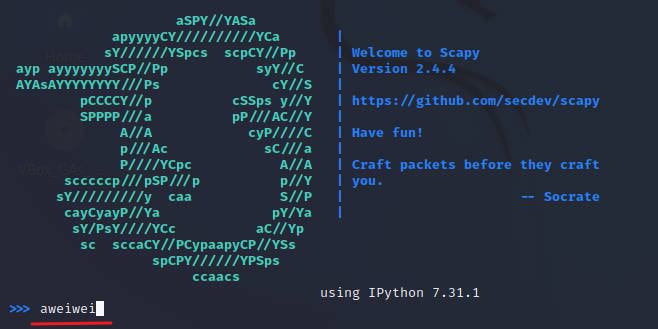 aSPY//YASa
apyyyyCY//////////YCa |
sY//////YSpcs scpCY//Pp | Welcome to Scapy
ayp ayyyyyyySCP//Pp syY//C | Version 2.4.4
AYAsAYYYYYYYY///Ps cY//S |
pCCCCY//p cSSps y//Y | https://github.com/secdev/scapy
SPPPP///a pP///AC//Y |
A//A cyP////C | Have fun!
p///Ac sC///a |
P////YCpc A//A | Craft packets before they craft
scccccp///pSP///p p//Y | you.
sY/////////y caa S//P | -- Socrate
cayCyayP//Ya pY/Ya |
sY/PsY////YCc aC//Yp
sc sccaCY//PCypaapyCP//YSs
spCPY//////YPSps
ccaacs
using IPython 7.31.1
>>> aweiwei